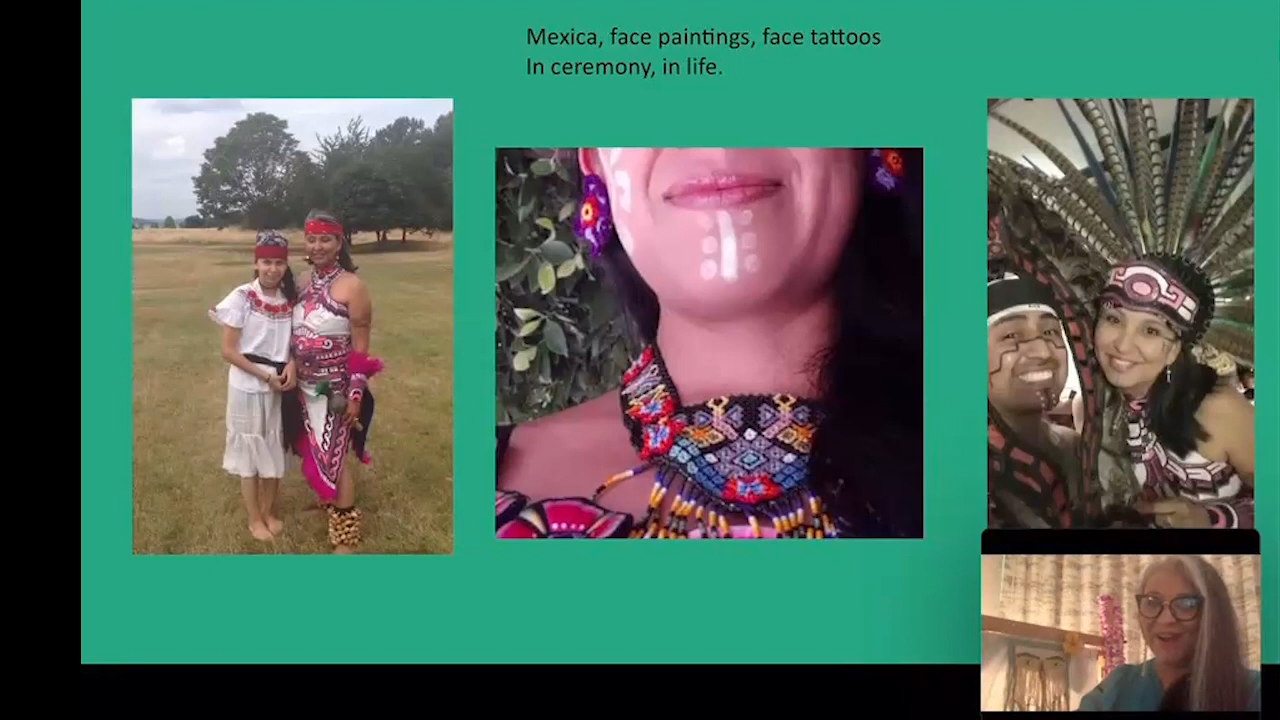 Mexica, face paintings, face tattoos
In ceremony, in life.